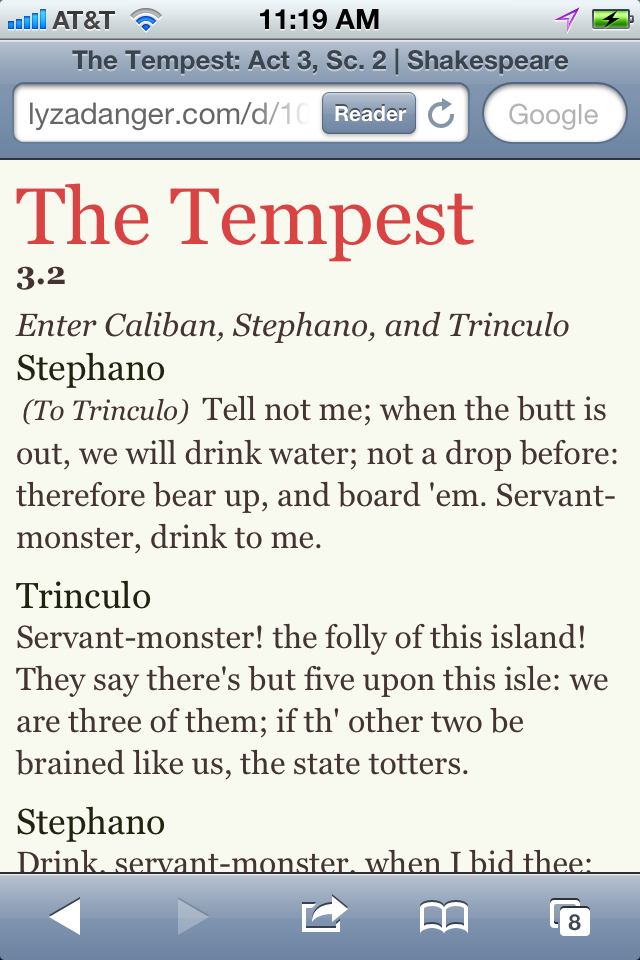 AT&T 11:19 AM
The Tempest: Act 3, Sc. 2 | Shakespeare
lyzadanger.com/d/10 Reader Google
The Tempest
3.2
Enter Caliban, Stephano, and Trinculo
Stephano
(To Trinculo) Tell not me; when the butt is
out, we will drink water; not a drop before:
therefore bear up, and board 'em. Servant-
monster, drink to me.
Trinculo
Servant-monster! the folly of this island!
They say there's but five upon this isle: we
are three of them; if th' other two be
brained like us, the state totters.
Stephano
Drink, servant-monster, when I bid thee:
8